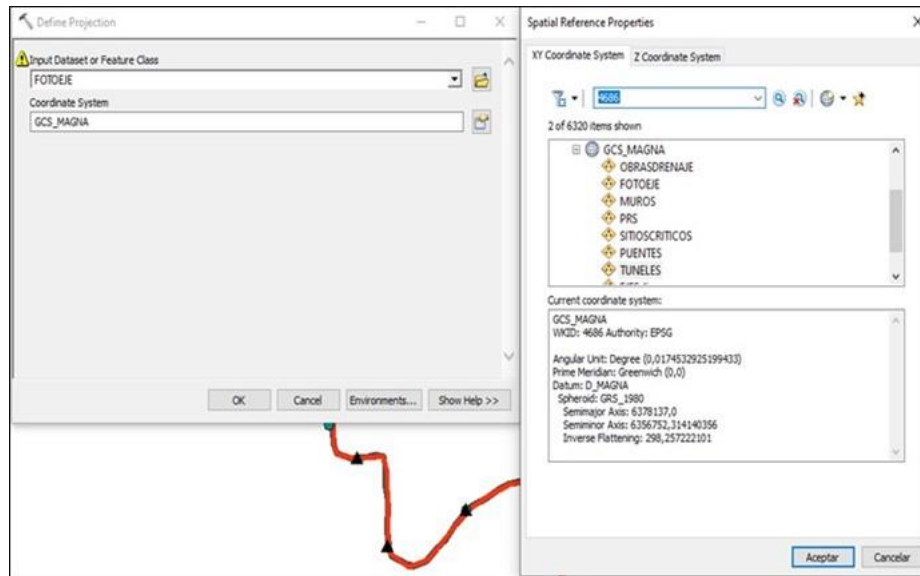 Define Projection
Input Dataset or Feature Class
FOTOEJE
Coordinate System
GCS_MAGNA
OK
Cancel
Environments...
Show Help >>
Spatial Reference Properties
XY Coordinate System
Z Coordinate System
4686
2 of 6320 items shown
GCS_MAGNA
OBRASDRENAJE
FOTOEJE
MUROS
PRS
SITIOSCRITICOS
PUENTES
TUNELES
Current coordinate system:
GCS_MAGNA
WKID: 4686 Authority: EPSG
Angular Unit: Degree (0,0174532925199433)
Prime Meridian: Greenwich (0,0)
Datum: D_MAGNA
Spheroid: GRS_1980
Semimajor Axis: 6378137,0
Semiminor Axis: 6356752,314140356
Inverse Flattening: 298,257222101
Aceptar
Cancelar